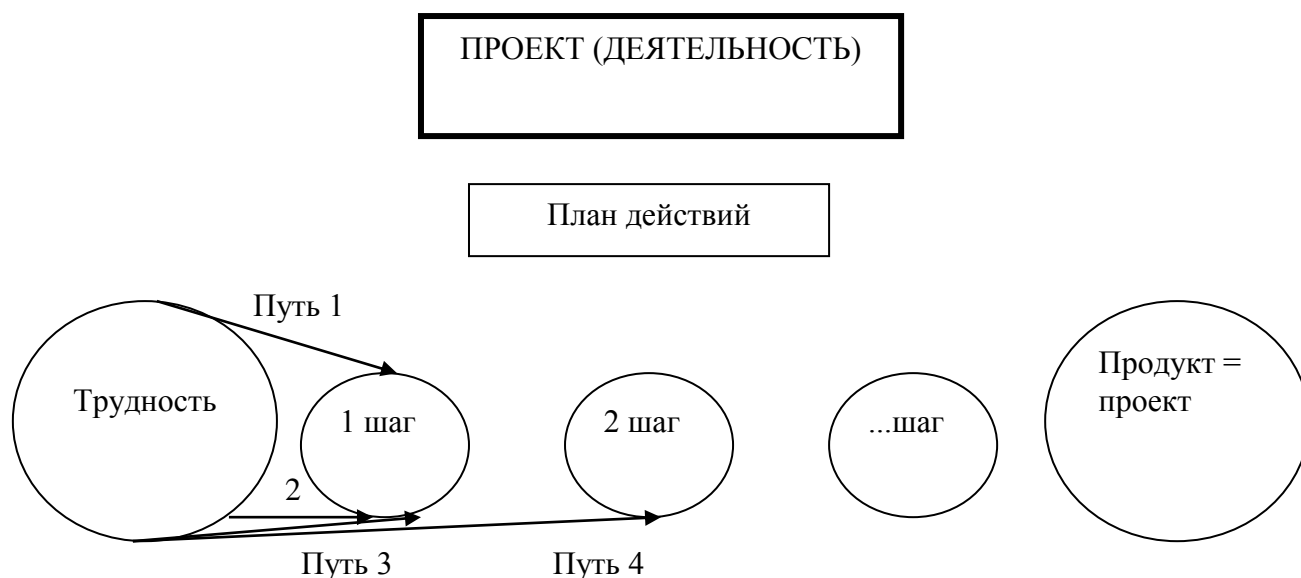 ПРОЕКТ (ДЕЯТЕЛЬНОСТЬ)
План действий
Путь 1
Трудность
1 шаг
2 шаг
...шаг
Продукт =
проект
2
Путь 3
Путь 4